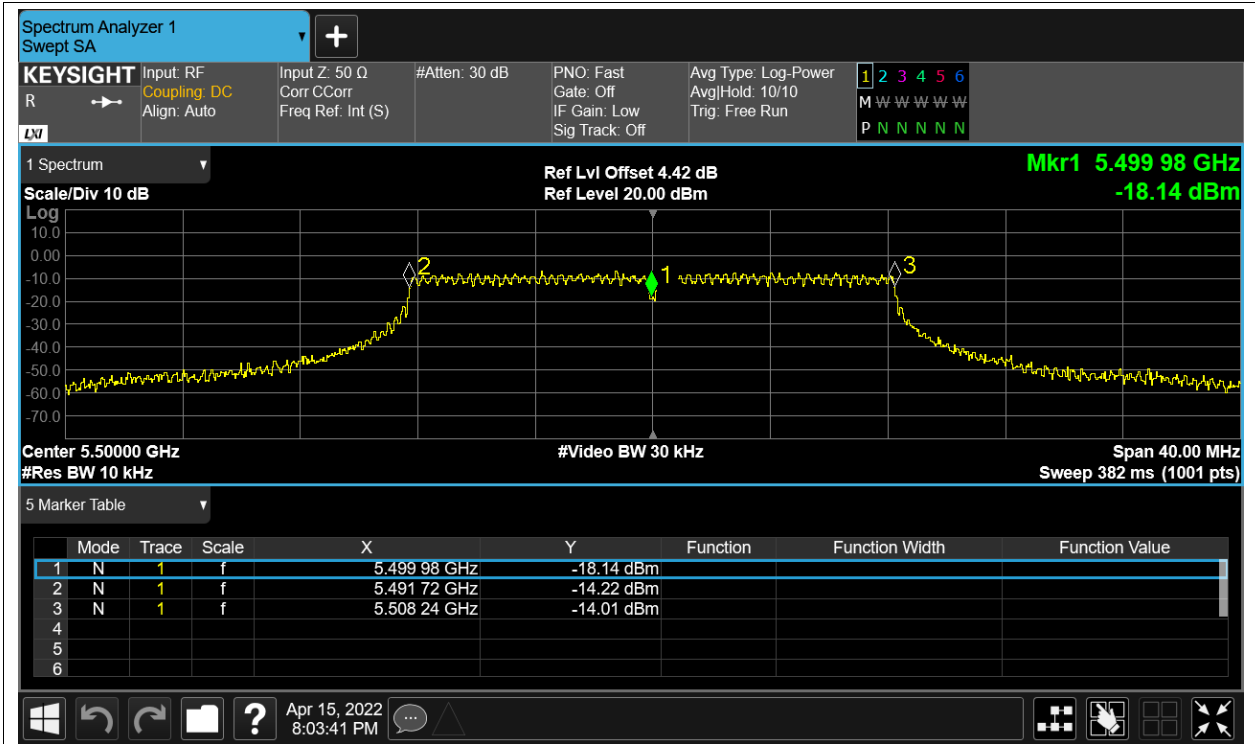 Spectrum Analyzer 1
Swept SA
KEYSIGHT Input: RF Input Z: 50 Ω #Atten: 30 dB PNO: Fast Avg Type: Log-Power 1 2 3 4 5 6
R Coupling: DC Corr CCorr Gate: Off Avg|Hold: 10/10 M W W W W W W
Align: Auto Freq Ref: Int (S) IF Gain: Low Trig: Free Run
LXI Sig Track: Off P N N N N N N
1 Spectrum Ref Lvl Offset 4.42 dB Mkr1 5.499 98 GHz
Scale/Div 10 dB Ref Level 20.00 dBm -18.14 dBm
Log
10.0
0.00
-10.0
-20.0
-30.0
-40.0
-50.0
-60.0
-70.0
2 1 3
Center 5.50000 GHz #Video BW 30 kHz Span 40.00 MHz
#Res BW 10 kHz Sweep 382 ms (1001 pts)
5 Marker Table
Mode Trace Scale X Y Function Function Width Function Value
1 N 1 f 5.499 98 GHz -18.14 dBm
2 N 1 f 5.491 72 GHz -14.22 dBm
3 N 1 f 5.508 24 GHz -14.01 dBm
4
5
6
? Apr 15, 2022
8:03:41 PM